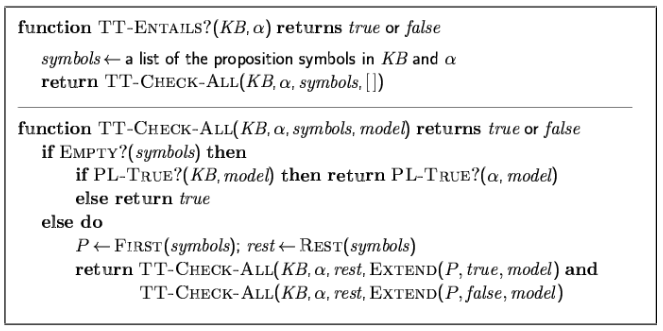 function TT-ENTAILS?(KB, α) returns true or false
symbols ← a list of the proposition symbols in KB and α
return TT-CHECK-ALL(KB, α, symbols, [ ])
function TT-CHECK-ALL(KB, α, symbols, model) returns true or false
if EMPTY?(symbols) then
if PL-TRUE?(KB, model) then return PL-TRUE?(α, model)
else return true
else do
P ← FIRST(symbols); rest ← REST(symbols)
return TT-CHECK-ALL(KB, α, rest, EXTEND(P, true, model) and
TT-CHECK-ALL(KB, α, rest, EXTEND(P, false, model)